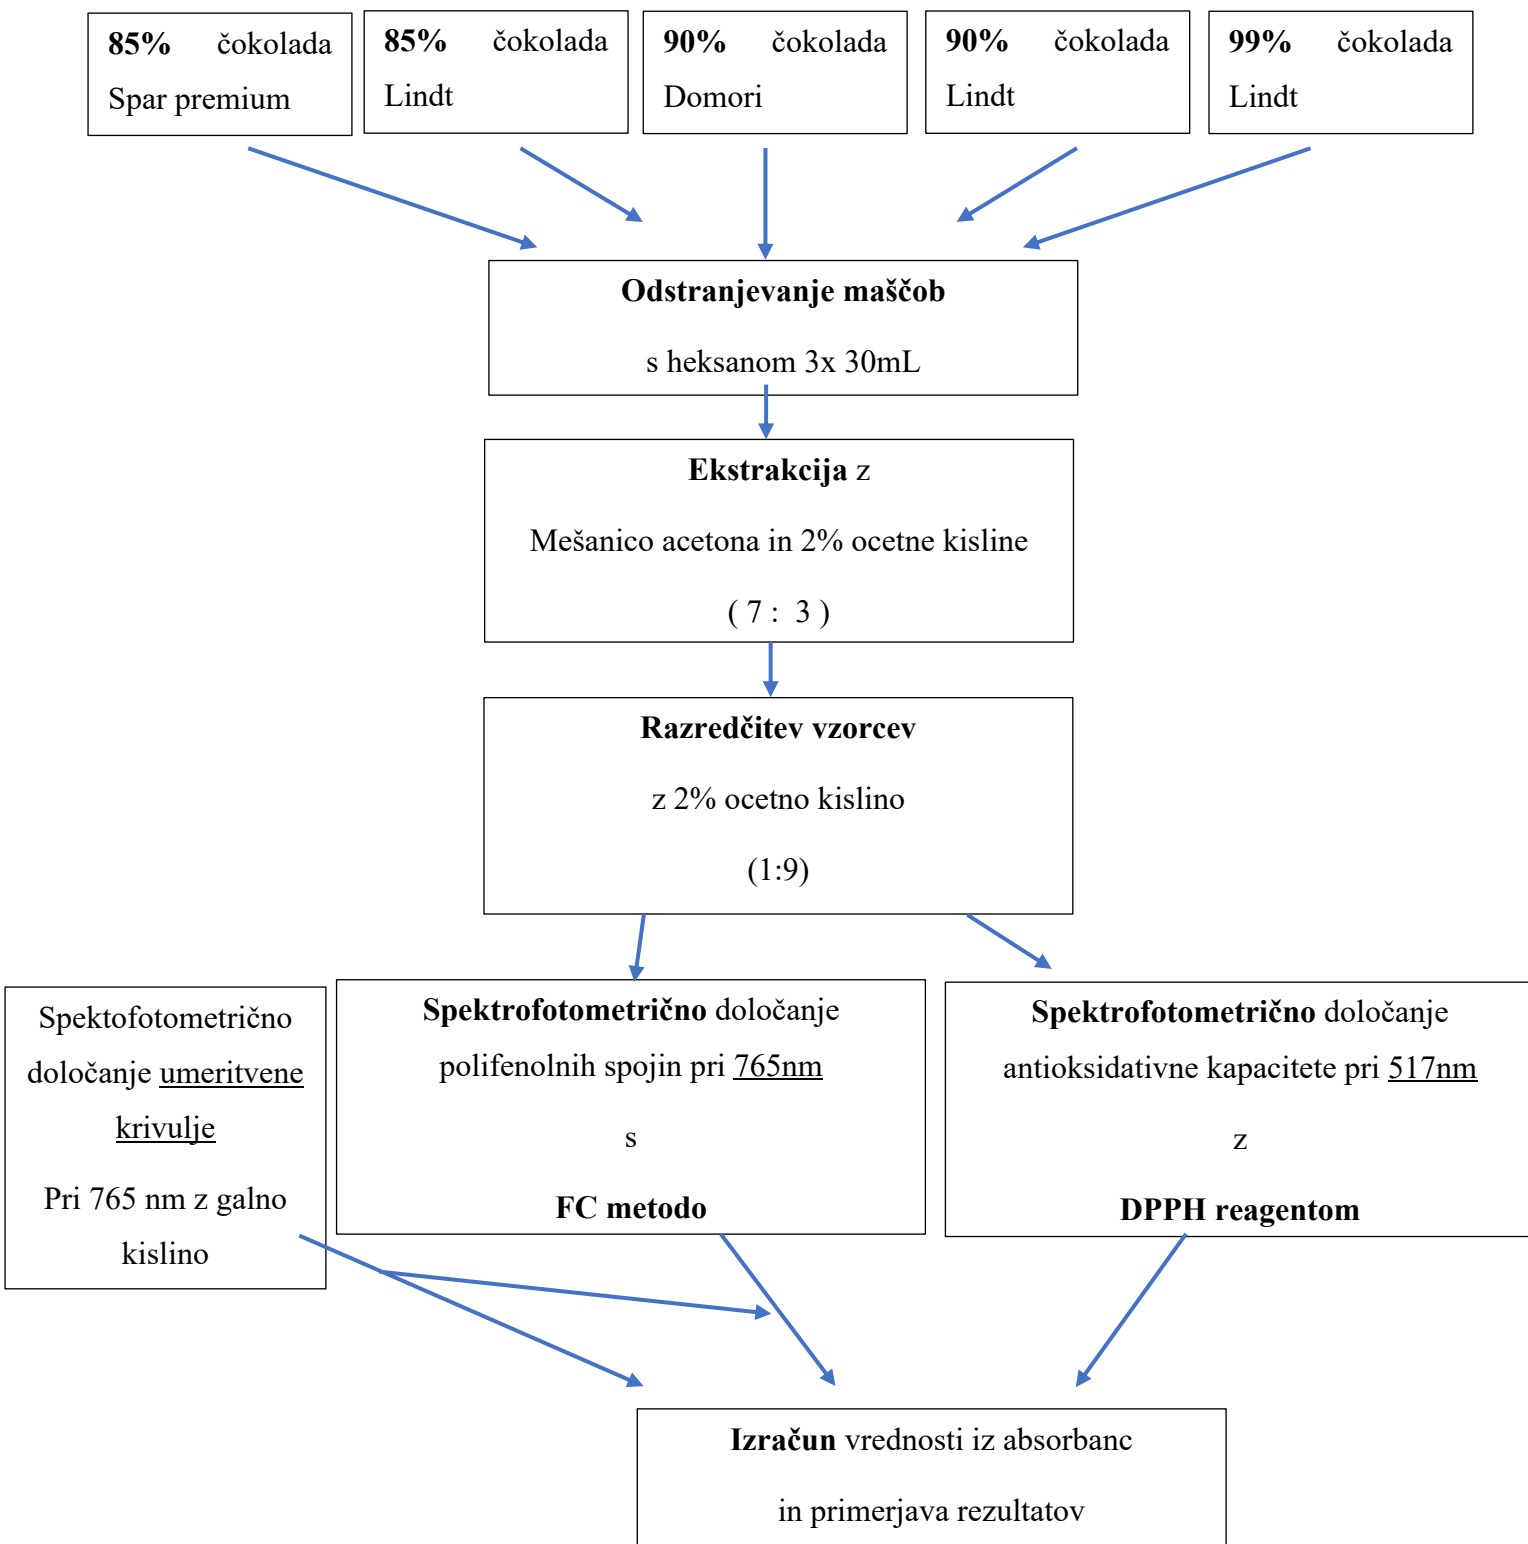 85% čokolada
Spar premium
85% čokolada
Lindt
90% čokolada
Domori
90% čokolada
Lindt
99% čokolada
Lindt
Odstranjevanje maščob
s heksanom 3x 30mL
Ekstrakcija z
Mešanico acetona in 2% ocetne kisline
( 7 : 3 )
Razredčitev vzorcev
z 2% ocetno kislino
(1:9)
Spektofotometrično
določanje umeritvene
krivulje
Pri 765 nm z galno
kislino
Spektrofotometrično določanje
polifenolnih spojin pri 765nm
s
FC metodo
Spektrofotometrično določanje
antioksidativne kapacitete pri 517nm
z
DPPH reagentom
Izračun vrednosti iz absorbanc
in primerjava rezultatov